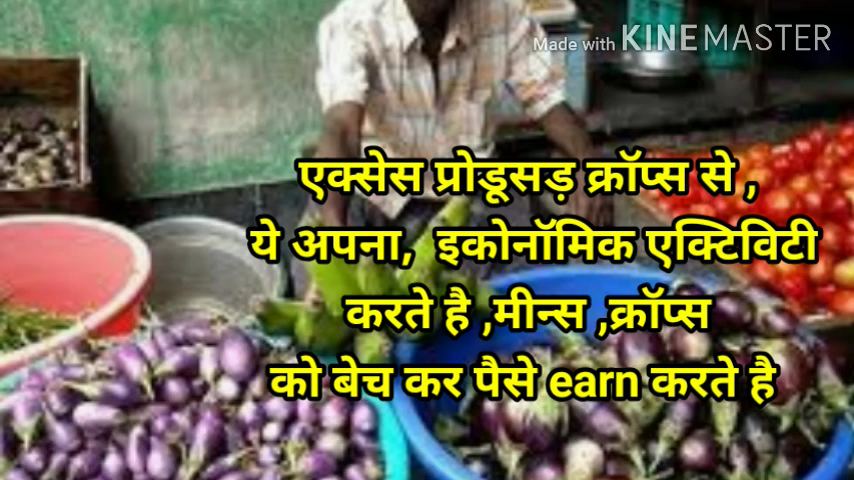 Made with KINEMASTER
एक्सेस प्रोडूसड़ क्रॉप्स से ,
ये अपना, इकोनॉमिक एक्टिविटी
करते है ,मीन्स ,क्रॉप्स
को बेच कर पैसे earn करते है